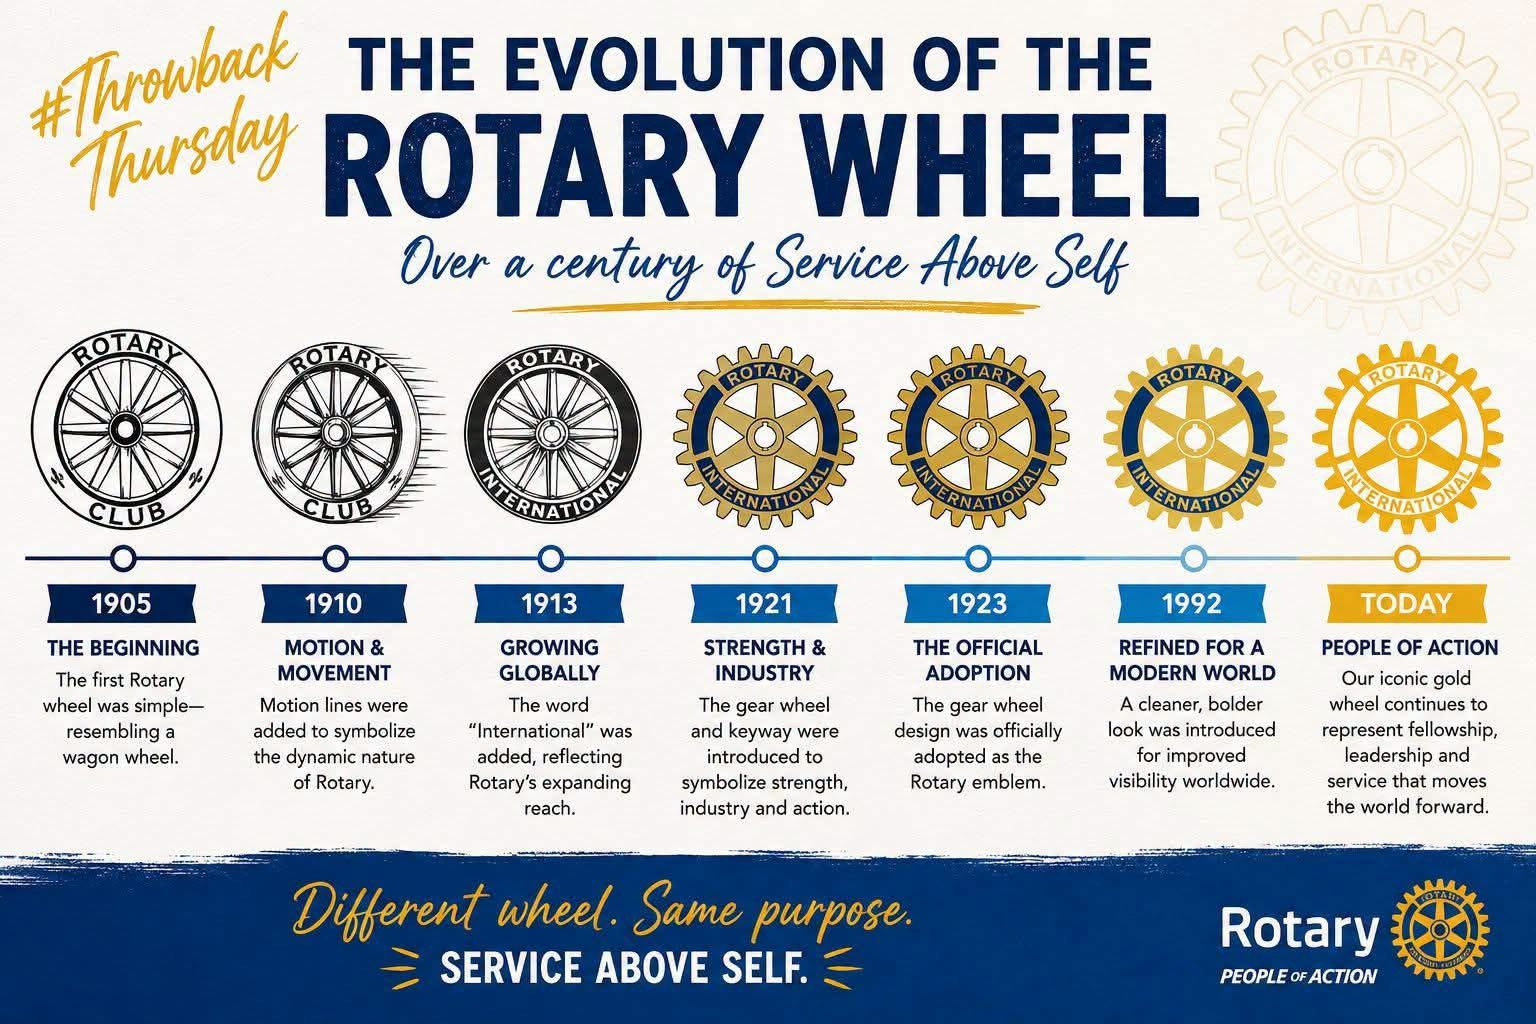 #Throwback
Thursday
THE EVOLUTION OF THE
ROTARY WHEEL
Over a century of Service Above Self
ROTARY
INTERNATIONAL
ROTARY
CLUB
ROTARY
CLUB
ROTARY
INTERNATIONAL
ROTARY
INTERNATIONAL
ROTARY
INTERNATIONAL
ROTARY
INTERNATIONAL
ROTARY
INTERNATIONAL
1905
THE BEGINNING
The first Rotary
wheel was simple—
resembling a
wagon wheel.
1910
MOTION &
MOVEMENT
Motion lines were
added to symbolize
the dynamic nature
of Rotary.
1913
GROWING
GLOBALLY
The word
“International” was
added, reflecting
Rotary’s expanding
reach.
1921
STRENGTH &
INDUSTRY
The gear wheel
and keyway were
introduced to
symbolize strength,
industry and action.
1923
THE OFFICIAL
ADOPTION
The gear wheel
design was officially
adopted as the
Rotary emblem.
1992
REFINED FOR A
MODERN WORLD
A cleaner, bolder
look was introduced
for improved
visibility worldwide.
TODAY
PEOPLE OF ACTION
Our iconic gold
wheel continues to
represent fellowship,
leadership and
service that moves
the world forward.
Different wheel. Same purpose.
SERVICE ABOVE SELF.
Rotary
PEOPLE OF ACTION
ROTARY